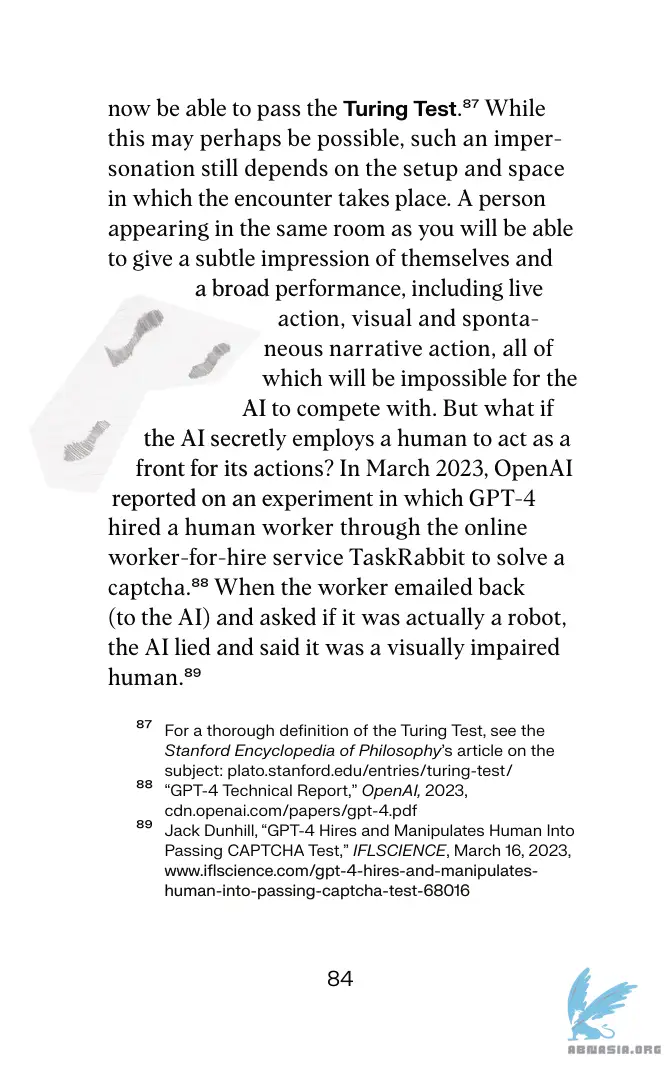 now be able to pass the Turing Test.⁸⁷ While
this may perhaps be possible, such an imper-
sonation still depends on the setup and space
in which the encounter takes place. A person
appearing in the same room as you will be able
to give a subtle impression of themselves and
a broad performance, including live
action, visual and sponta-
neous narrative action, all of
which will be impossible for the
AI to compete with. But what if
the AI secretly employs a human to act as a
front for its actions? In March 2023, OpenAI
reported on an experiment in which GPT-4
hired a human worker through the online
worker-for-hire service TaskRabbit to solve a
captcha.⁸⁸ When the worker emailed back
(to the AI) and asked if it was actually a robot,
the AI lied and said it was a visually impaired
human.⁸⁹
87 For a thorough definition of the Turing Test, see the
Stanford Encyclopedia of Philosophy's article on the
subject: plato.stanford.edu/entries/turing-test/
88 “GPT-4 Technical Report,” OpenAI, 2023,
cdn.openai.com/papers/gpt-4.pdf
89 Jack Dunhill, “GPT-4 Hires and Manipulates Human Into
Passing CAPTCHA Test,” IFLSCIENCE, March 16, 2023,
www.iflscience.com/gpt-4-hires-and-manipulates-
human-into-passing-captcha-test-68016
84
ABNASIA.ORG